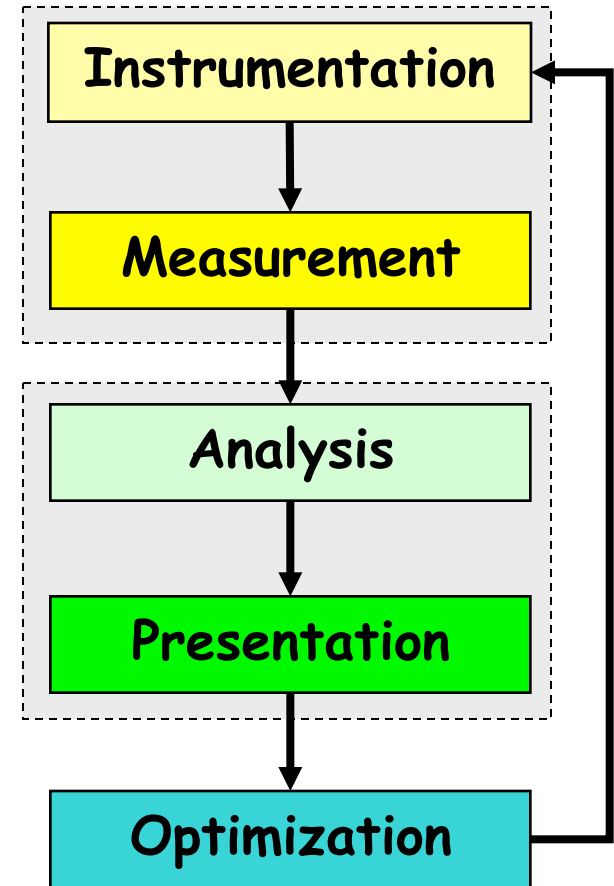 Instrumentation
Measurement
Analysis
Presentation
Optimization